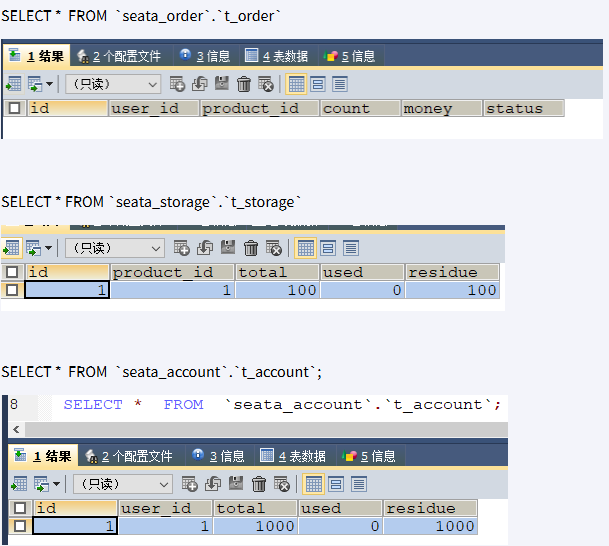 SELECT * FROM `seata_order`.`t_order`
1 结果 2 个配置文件 3 信息 4 表数据 5 信息
（只读）
id user_id product_id count money status
SELECT * FROM `seata_storage`.`t_storage`
（只读）
id product_id total used residue
1 1 100 0 100
SELECT * FROM `seata_account`.`t_account`;
8 SELECT * FROM `seata_account`.`t_account`;
1 结果 2 个配置文件 3 信息 4 表数据 5 信息
（只读）
id user_id total used residue
1 1 1000 0 1000